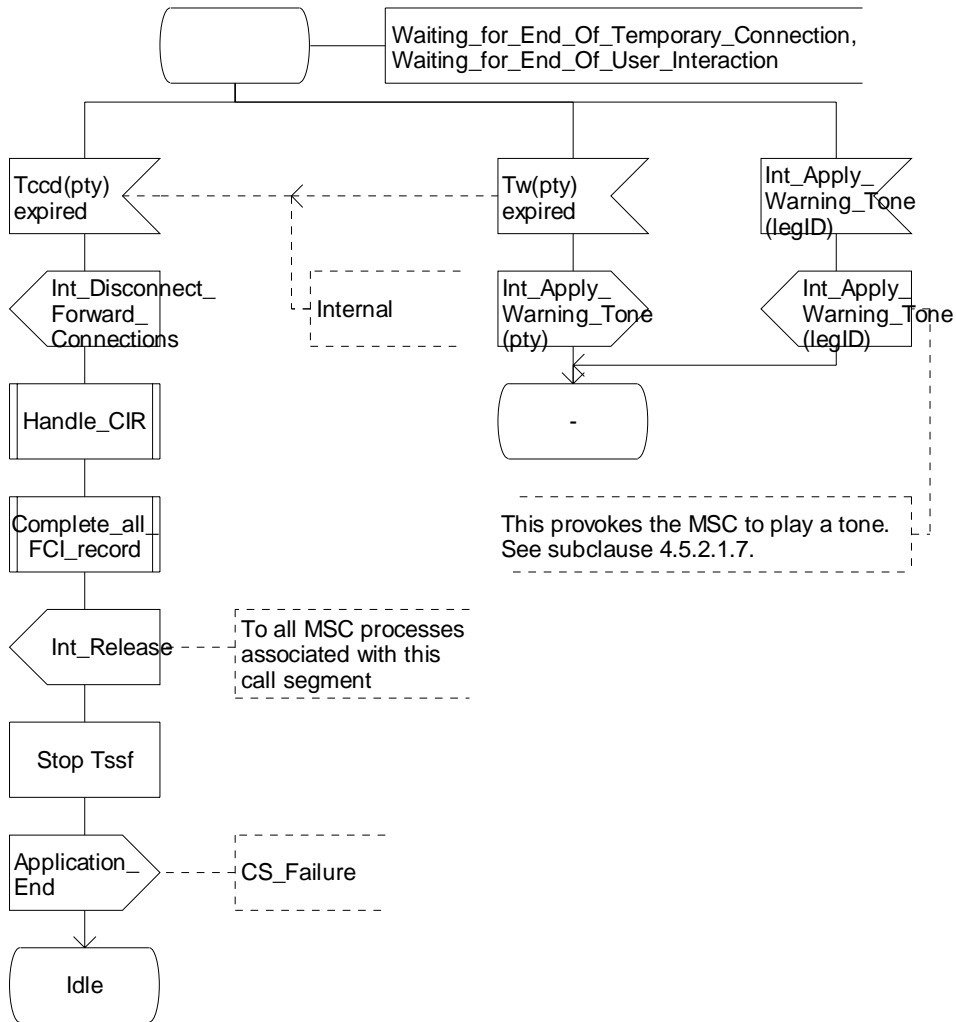 Waiting_for_End_Of_Temporary_Connection,
Waiting_for_End_Of_User_Interaction
Tccd(pty)
expired
Tw(pty)
expired
Int_Apply_
Warning_Tone
(legID)
Int_Disconnect_
Forward_
Connections
Internal
Int_Apply_
Warning_Tone
(pty)
Int_Apply_
Warning_Tone
(legID)
Handle_CIR
-
Complete_all_
FCI_record
This provokes the MSC to play a tone.
See subclause 4.5.2.1.7.
Int_Release
To all MSC processes
associated with this
call segment
Stop Tssf
Application_
End
CS_Failure
Idle